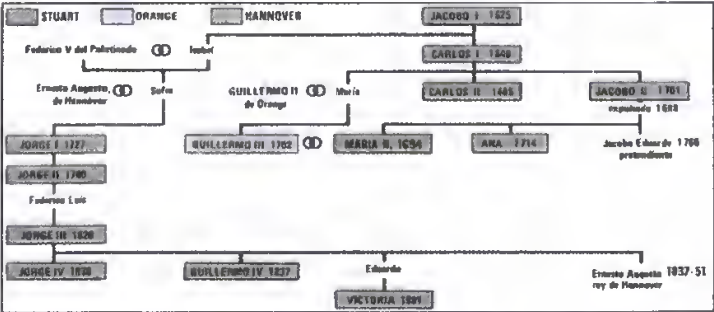 STUART
ORANGE
HANNOVER
JACOBO I 1625
Federico V del Palatinado
Isabel
CARLOS I 1649
Ernesto Augusto,
de Hannover
Sofía
GUILLERMO II
de Orange
María
CARLOS II 1685
JACOBO II 1701
expulsado 1688
JORGE I 1727
GUILLERMO III 1702
MARIA II, 1694
ANA 1714
Jacobo Eduardo 1766
pretendiente
JORGE II 1760
Federico Luis
JORGE III 1820
JORGE IV 1830
GUILLERMO IV 1837
Eduardo
Ernesto Augusto 1837-51
rey de Hannover
VICTORIA 1901